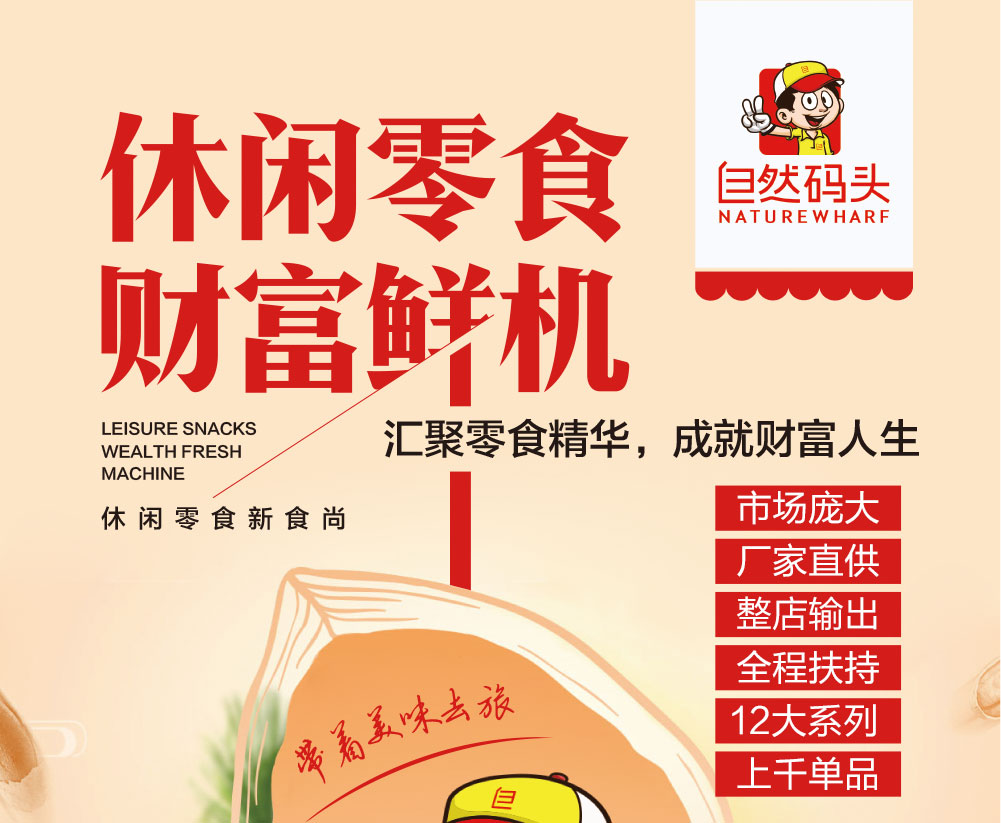 自然码头
NATUREWHARF
休闲零食
财富鲜机
LEISURE SNACKS
WEALTH FRESH
MACHINE
休闲零食新食尚
汇聚零食精华，成就财富人生
市场庞大
厂家直供
整店输出
全程扶持
12大系列
上千单品
带着美味去旅